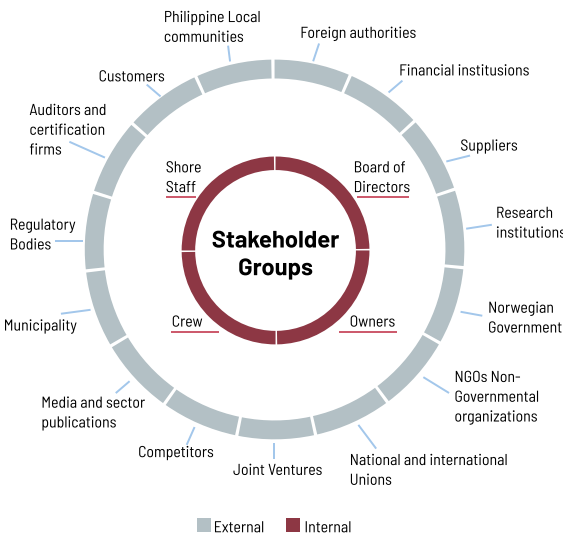 Philippine Local
communities
Foreign authorities
Financial institusions
Customers
Auditors and
certification
firms
Suppliers
Shore
Staff
Board of
Directors
Research
institutions
Regulatory
Bodies
Stakeholder
Groups
Norwegian
Government
Municipality
Crew
Owners
NGOs Non-
Governmental
organizations
Media and sector
publications
Competitors
Joint Ventures
National and international
Unions
External
Internal